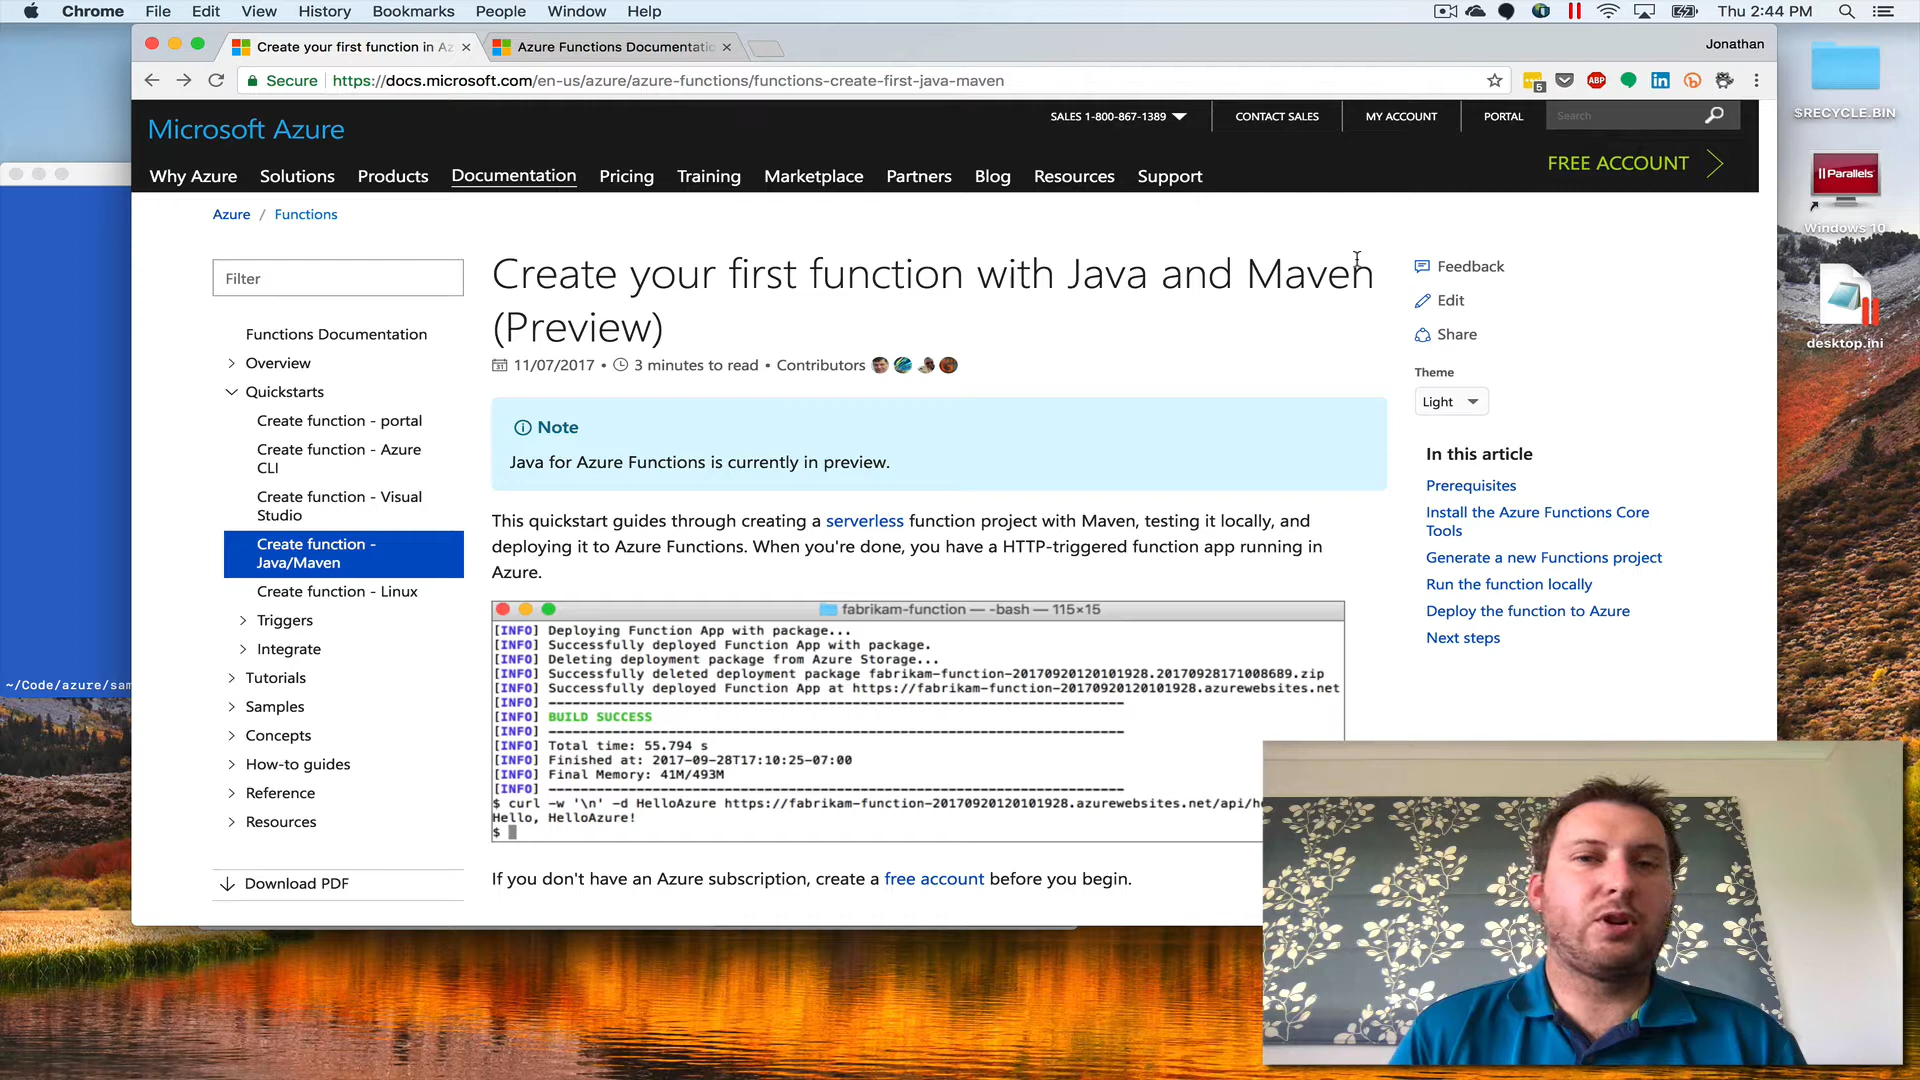 Chrome File Edit View History Bookmarks People Window Help
Thu 2:44 PM
Create your first function in Az
Azure Functions Documentatio
Jonathan
Secure https://docs.microsoft.com/en-us/azure/azure-functions/functions-create-first-java-maven
5
ABP
$RECYCLE.BIN
Parallels
Windows 10
desktop.ini
Microsoft Azure
SALES 1-800-867-1389
CONTACT SALES
MY ACCOUNT
PORTAL
Search
Why Azure Solutions Products Documentation Pricing Training Marketplace Partners Blog Resources Support
FREE ACCOUNT
Azure / Functions
Filter
Functions Documentation
Overview
Quickstarts
Create function - portal
Create function - Azure
CLI
Create function - Visual
Studio
Create function -
Java/Maven
Create function - Linux
Triggers
Integrate
Tutorials
Samples
Concepts
How-to guides
Reference
Resources
Download PDF
~/Code/azure/sam
Create your first function with Java and Maven
(Preview)
11/07/2017 • 3 minutes to read • Contributors
Note
Java for Azure Functions is currently in preview.
This quickstart guides through creating a serverless function project with Maven, testing it locally, and
deploying it to Azure Functions. When you're done, you have a HTTP-triggered function app running in
Azure.
fabrikam-function — -bash — 115×15
[INFO] Deploying Function App with package...
[INFO] Successfully deployed Function App with package.
[INFO] Deleting deployment package from Azure Storage...
[INFO] Successfully deleted deployment package fabrikam-function-20170920120101928.20170928171008689.zip
[INFO] Successfully deployed Function App at https://fabrikam-function-20170920120101928.azurewebsites.net
[INFO] ------------------------------------------------------------------------
[INFO] BUILD SUCCESS
[INFO] ------------------------------------------------------------------------
[INFO] Total time: 55.794 s
[INFO] Finished at: 2017-09-28T17:10:25-07:00
[INFO] Final Memory: 41M/493M
[INFO] ------------------------------------------------------------------------
$ curl -w '\n' -d HelloAzure https://fabrikam-function-20170920120101928.azurewebsites.net/api/he
Hello, HelloAzure!
$
If you don't have an Azure subscription, create a free account before you begin.
Feedback
Edit
Share
Theme
Light
In this article
Prerequisites
Install the Azure Functions Core
Tools
Generate a new Functions project
Run the function locally
Deploy the function to Azure
Next steps